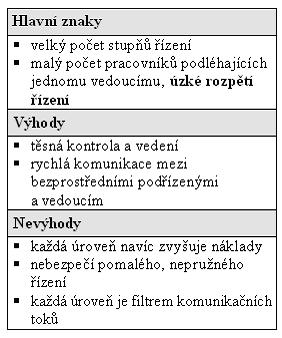 Hlavní znaky
▪ velký počet stupňů řízení
▪ malý počet pracovníků podléhajících
jednomu vedoucímu, úzké rozpětí
řízení
Výhody
▪ těsná kontrola a vedení
▪ rychlá komunikace mezi
bezprostředními podřízenými
a vedoucím
Nevýhody
▪ každá úroveň navíc zvyšuje náklady
▪ nebezpečí pomalého, nepružného
řízení
▪ každá úroveň je filtrem komunikačních
toků